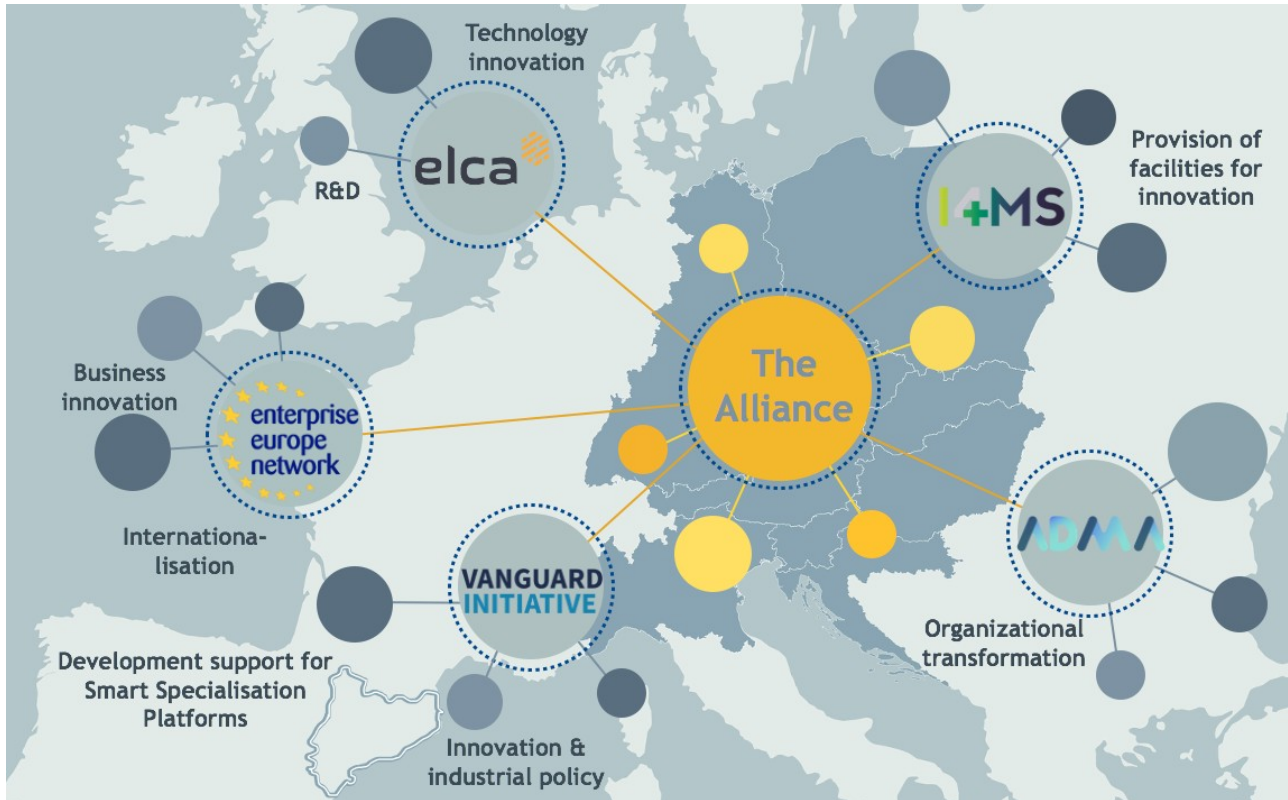 Technology
innovation
elca
R&D
I4MS
Provision of
facilities for
innovation
The
Alliance
Business
innovation
enterprise
europe
network
Internationa-
lisation
VANGUARD
INITIATIVE
ADMA
Organizational
transformation
Development support for
Smart Specialisation
Platforms
Innovation &
industrial policy